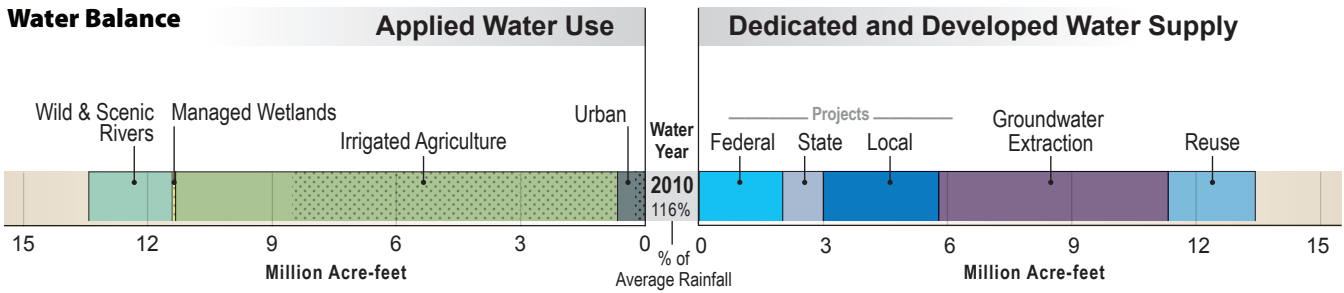 Water Balance
Applied Water Use
Dedicated and Developed Water Supply
Wild & Scenic
Rivers
Managed Wetlands
Irrigated Agriculture
Urban
Water
Year
2010
116%
% of
Average Rainfall
Projects
Federal
State
Local
Groundwater
Extraction
Reuse
15 12 9 6 3 0
Million Acre-feet
0 3 6 9 12 15
Million Acre-feet